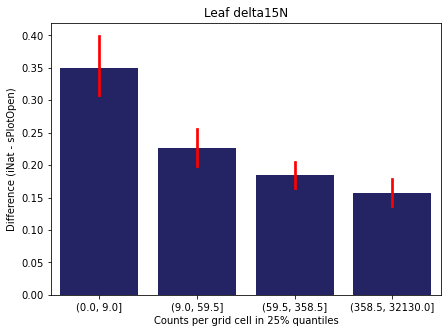 Leaf delta15N
Difference (iNat - sPlotOpen)
0.40
0.35
0.30
0.25
0.20
0.15
0.10
0.05
0.00
(0.0, 9.0] (9.0, 59.5] (59.5, 358.5] (358.5, 32130.0]
Counts per grid cell in 25% quantiles